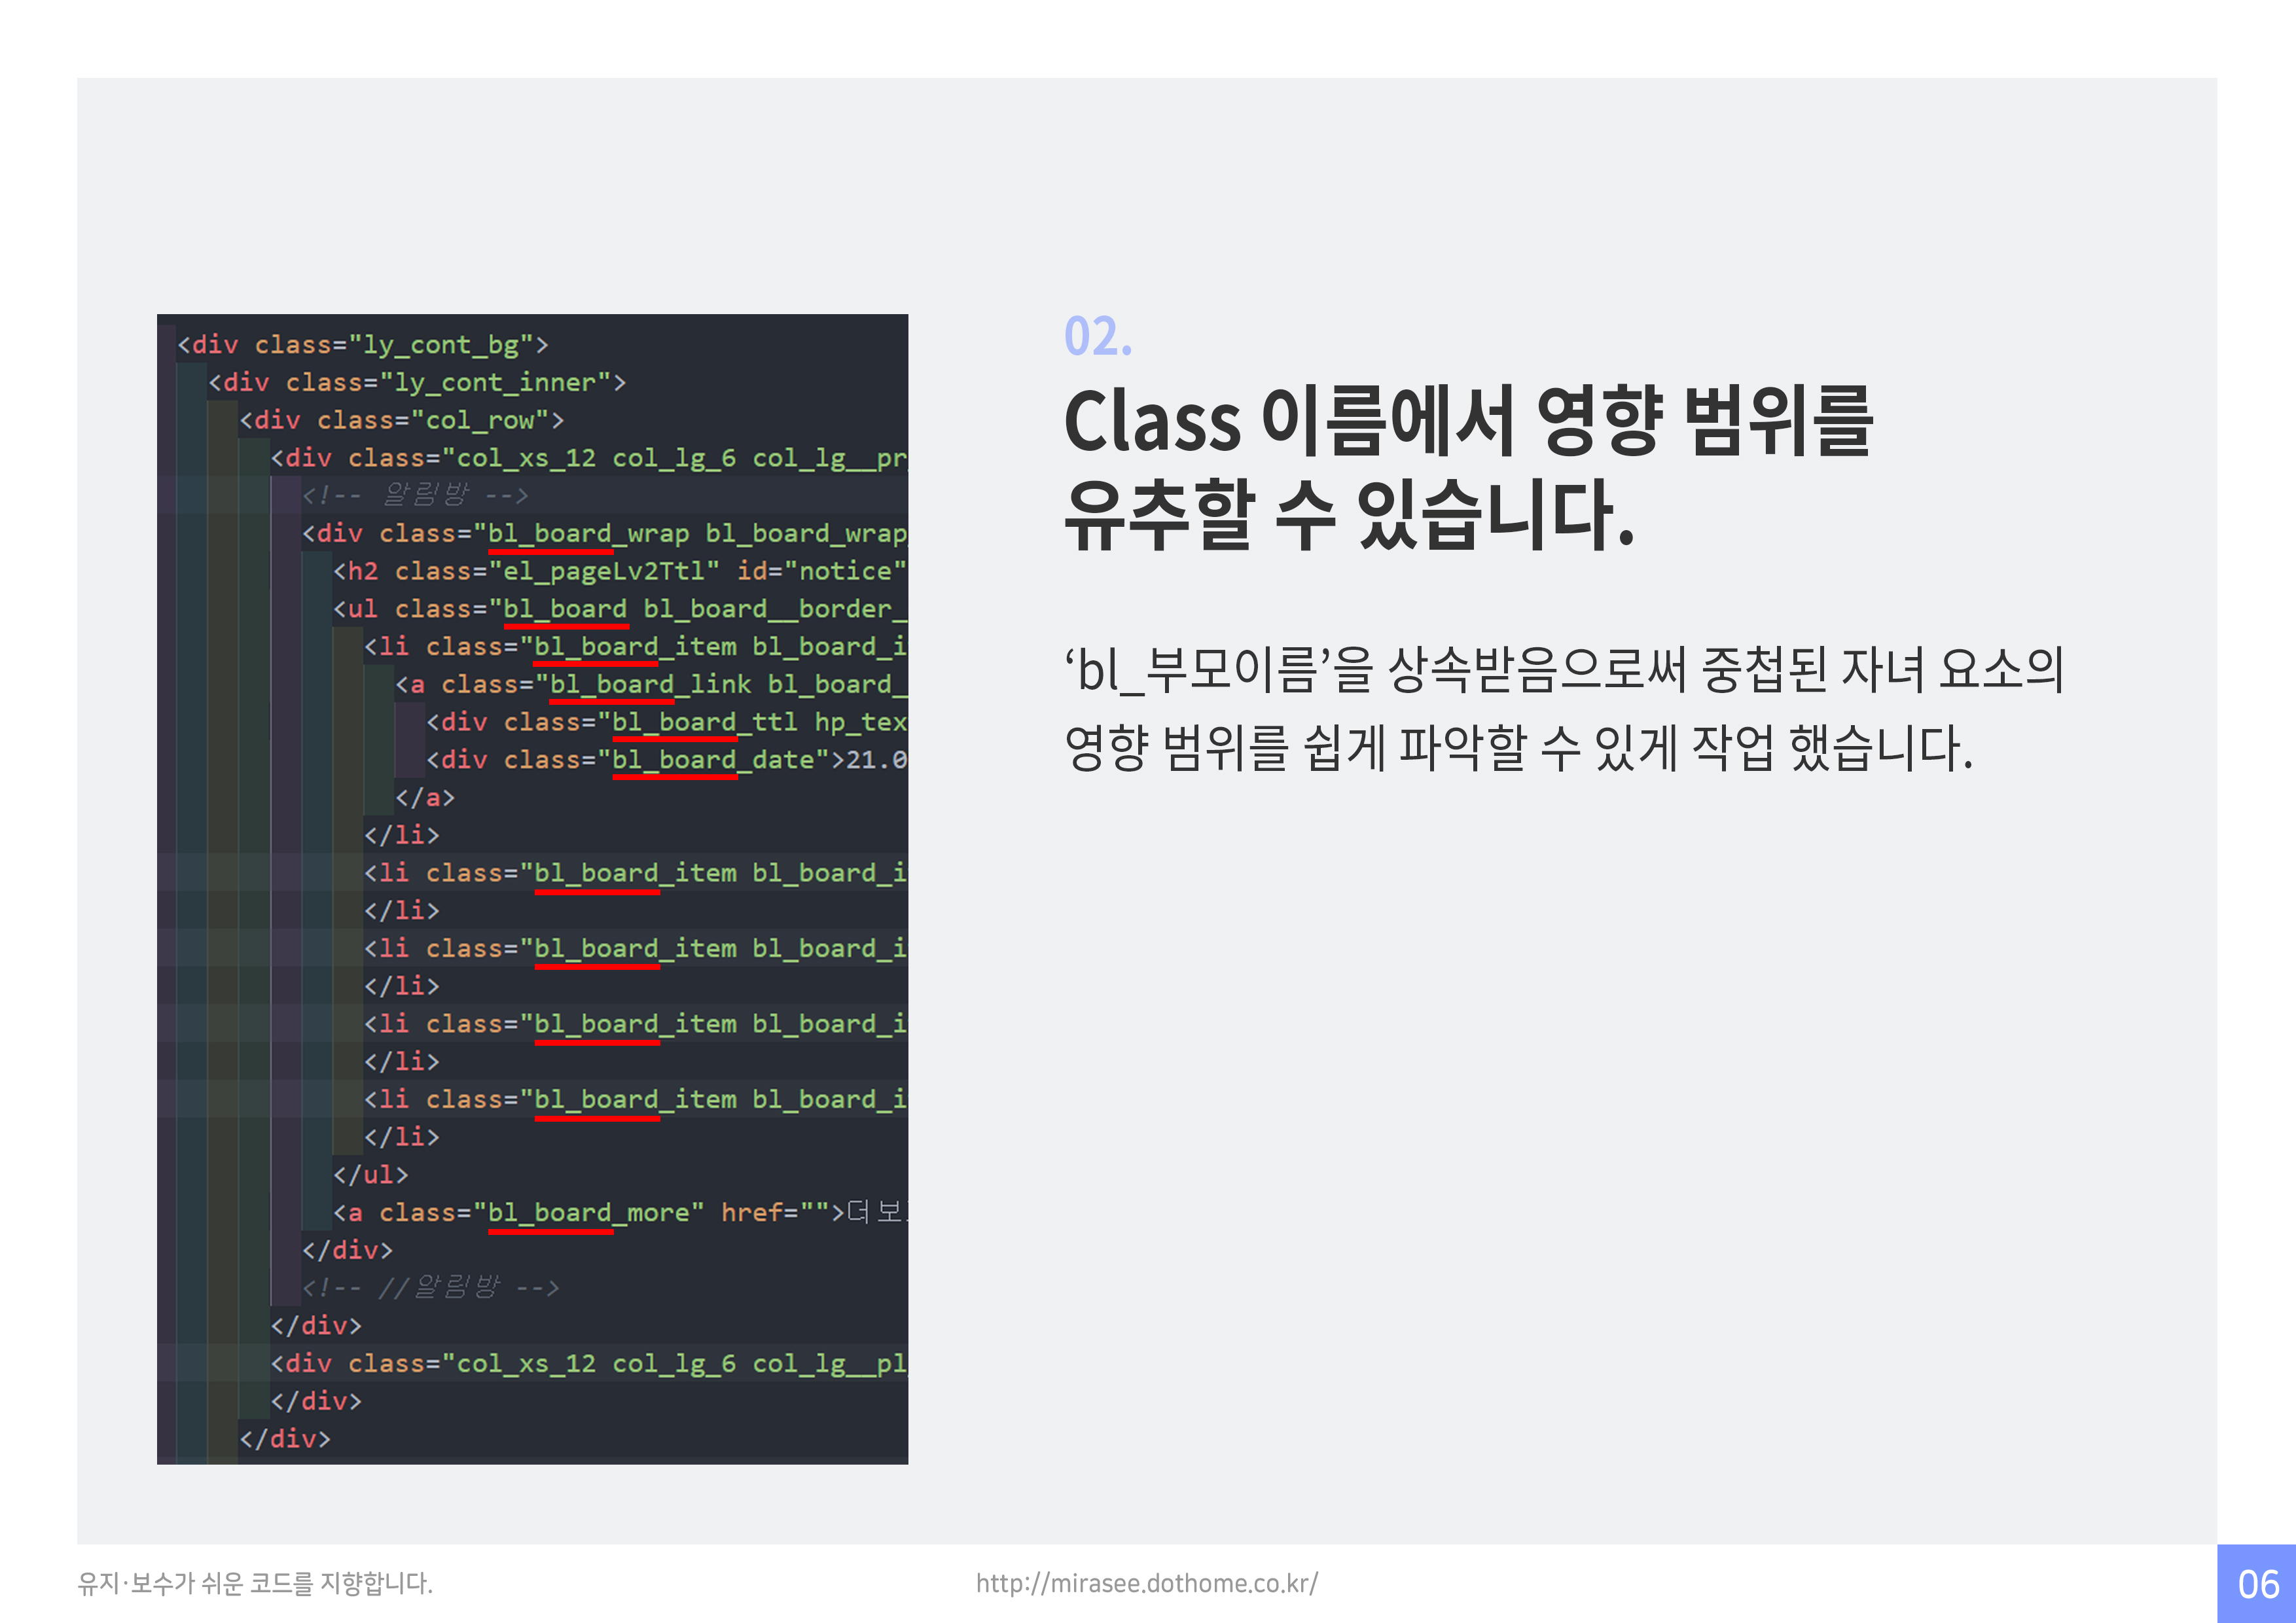 <div class="ly_cont_bg">
<div class="ly_cont_inner">
<div class="col_row">
<div class="col_xs_12 col_lg_6 col_lg__pr
<!-- 알림방 -->
<div class="bl_board_wrap bl_board_wrap
<h2 class="el_pageLv2Ttl" id="notice"
<ul class="bl_board bl_board__border_
<li class="bl_board_item bl_board_i
<a class="bl_board_link bl_board_
<div class="bl_board_ttl hp_tex
<div class="bl_board_date">21.0
</a>
</li>
<li class="bl_board_item bl_board_i
</li>
<li class="bl_board_item bl_board_i
</li>
<li class="bl_board_item bl_board_i
</li>
<li class="bl_board_item bl_board_i
</li>
</ul>
<a class="bl_board_more" href="">더보
</div>
<!-- //알림방 -->
</div>
<div class="col_xs_12 col_lg_6 col_lg__pl
</div>
</div>
02.
Class 이름에서 영향 범위를
유추할 수 있습니다.
‘bl_부모이름’을 상속받음으로써 중첩된 자녀 요소의
영향 범위를 쉽게 파악할 수 있게 작업 했습니다.
유지·보수가 쉬운 코드를 지향합니다.
http://mirasee.dothome.co.kr/
06